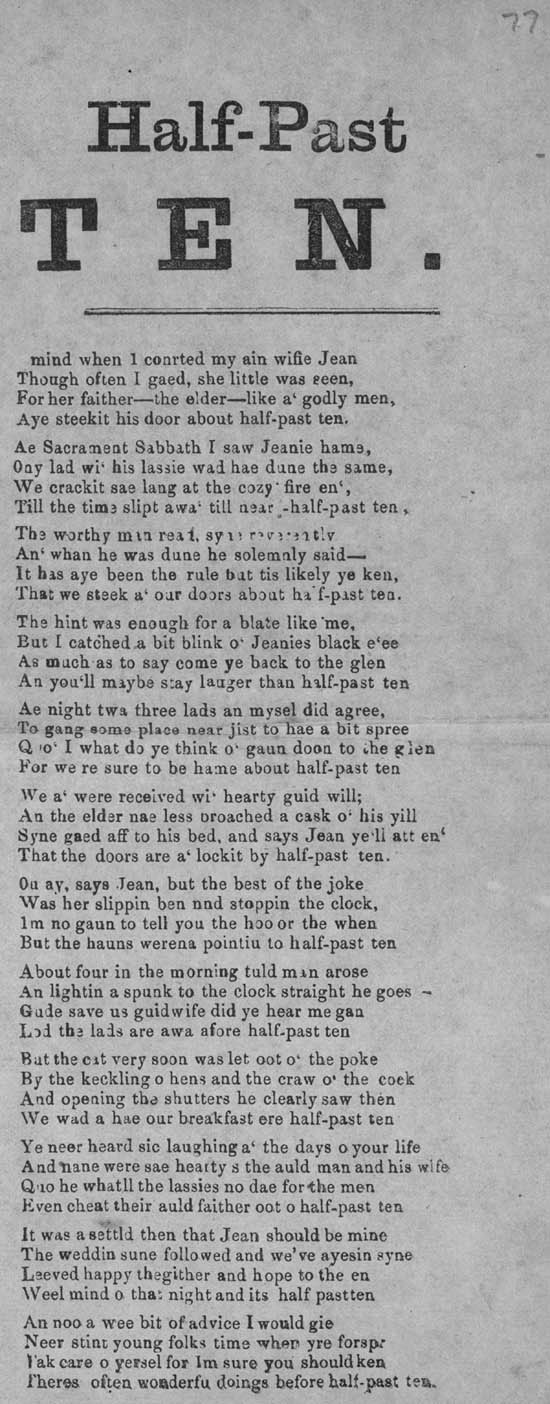 77
Half-Past
TEN.
mind when 1 conrted my ain wifie Jean
Though often I gaed, she little was seen,
For her faither—the elder—like a‘ godly men,
Aye steekit his door about half-past ten.
Ae Sacrament Sabbath I saw Jeanie hame,
Ony lad wi‘ his lassie wad hae dune the same,
We crackit sae lang at the cozy fire en‘,
Till the time slipt awa‘ till near -half-past ten,
The worthy man read, syne reverently
An‘ whan he was dune he solemnly said—
It has aye been the rule but tis likely ye ken,
That we steek a‘ our doors about half-past ten.
The hint was enough for a blate like me,
But I catched a bit blink o‘ Jeanies black e‘ee
As much as to say come ye back to the glen
An you‘ll maybe stay langer than half-past ten
Ae night twa three lads an mysel did agree,
To gang some place near jist to hae a bit spree
Quo‘ I what do ye think o‘ gaun doon to the glen
For we re sure to be hame about half-past ten
We a‘ were received wi‘ hearty guid will;
An the elder nae less broached a cask o‘ his yill
Syne gaed aff to his bed, and says Jean ye‘ll att en‘
That the doors are a‘ lockit by half-past ten.
Ou ay, says Jean, but the best of the joke
Was her slippin ben nnd stoppin the clock,
Im no gaun to tell you the hoo or the when
But the hauns werena pointiu to half-past ten
About four in the morning tuld man arose
An lightin a spunk to the clock straight he goes -
Gude save us guidwife did ye hear me gan
Lod the lads are awa afore half-past ten
But the cat very soon was let oot o‘ the poke
By the keckling o hens and the craw o‘ the cock
And opening the shutters he clearly saw then
We wad a hae our breakfast ere half-past ten
Ye neer heard sic laughing a‘ the days o your life
And nane were sae hearty s the auld man and his wife
Quo he whatll the lassies no dae for the men
Even cheat their auld faither oot o half-past ten
It was a settld then that Jean should be mine
The weddin sune followed and we‘ve ayesin syne
Leeved happy thegither and hope to the en
Weel mind o that night and its half past ten
An noo a wee bit of advice I would gie
Neer stint young folks time when yre forspr
Tak care o yersel for Im sure you should ken
Theres often wonderfu doings before half-past ten.